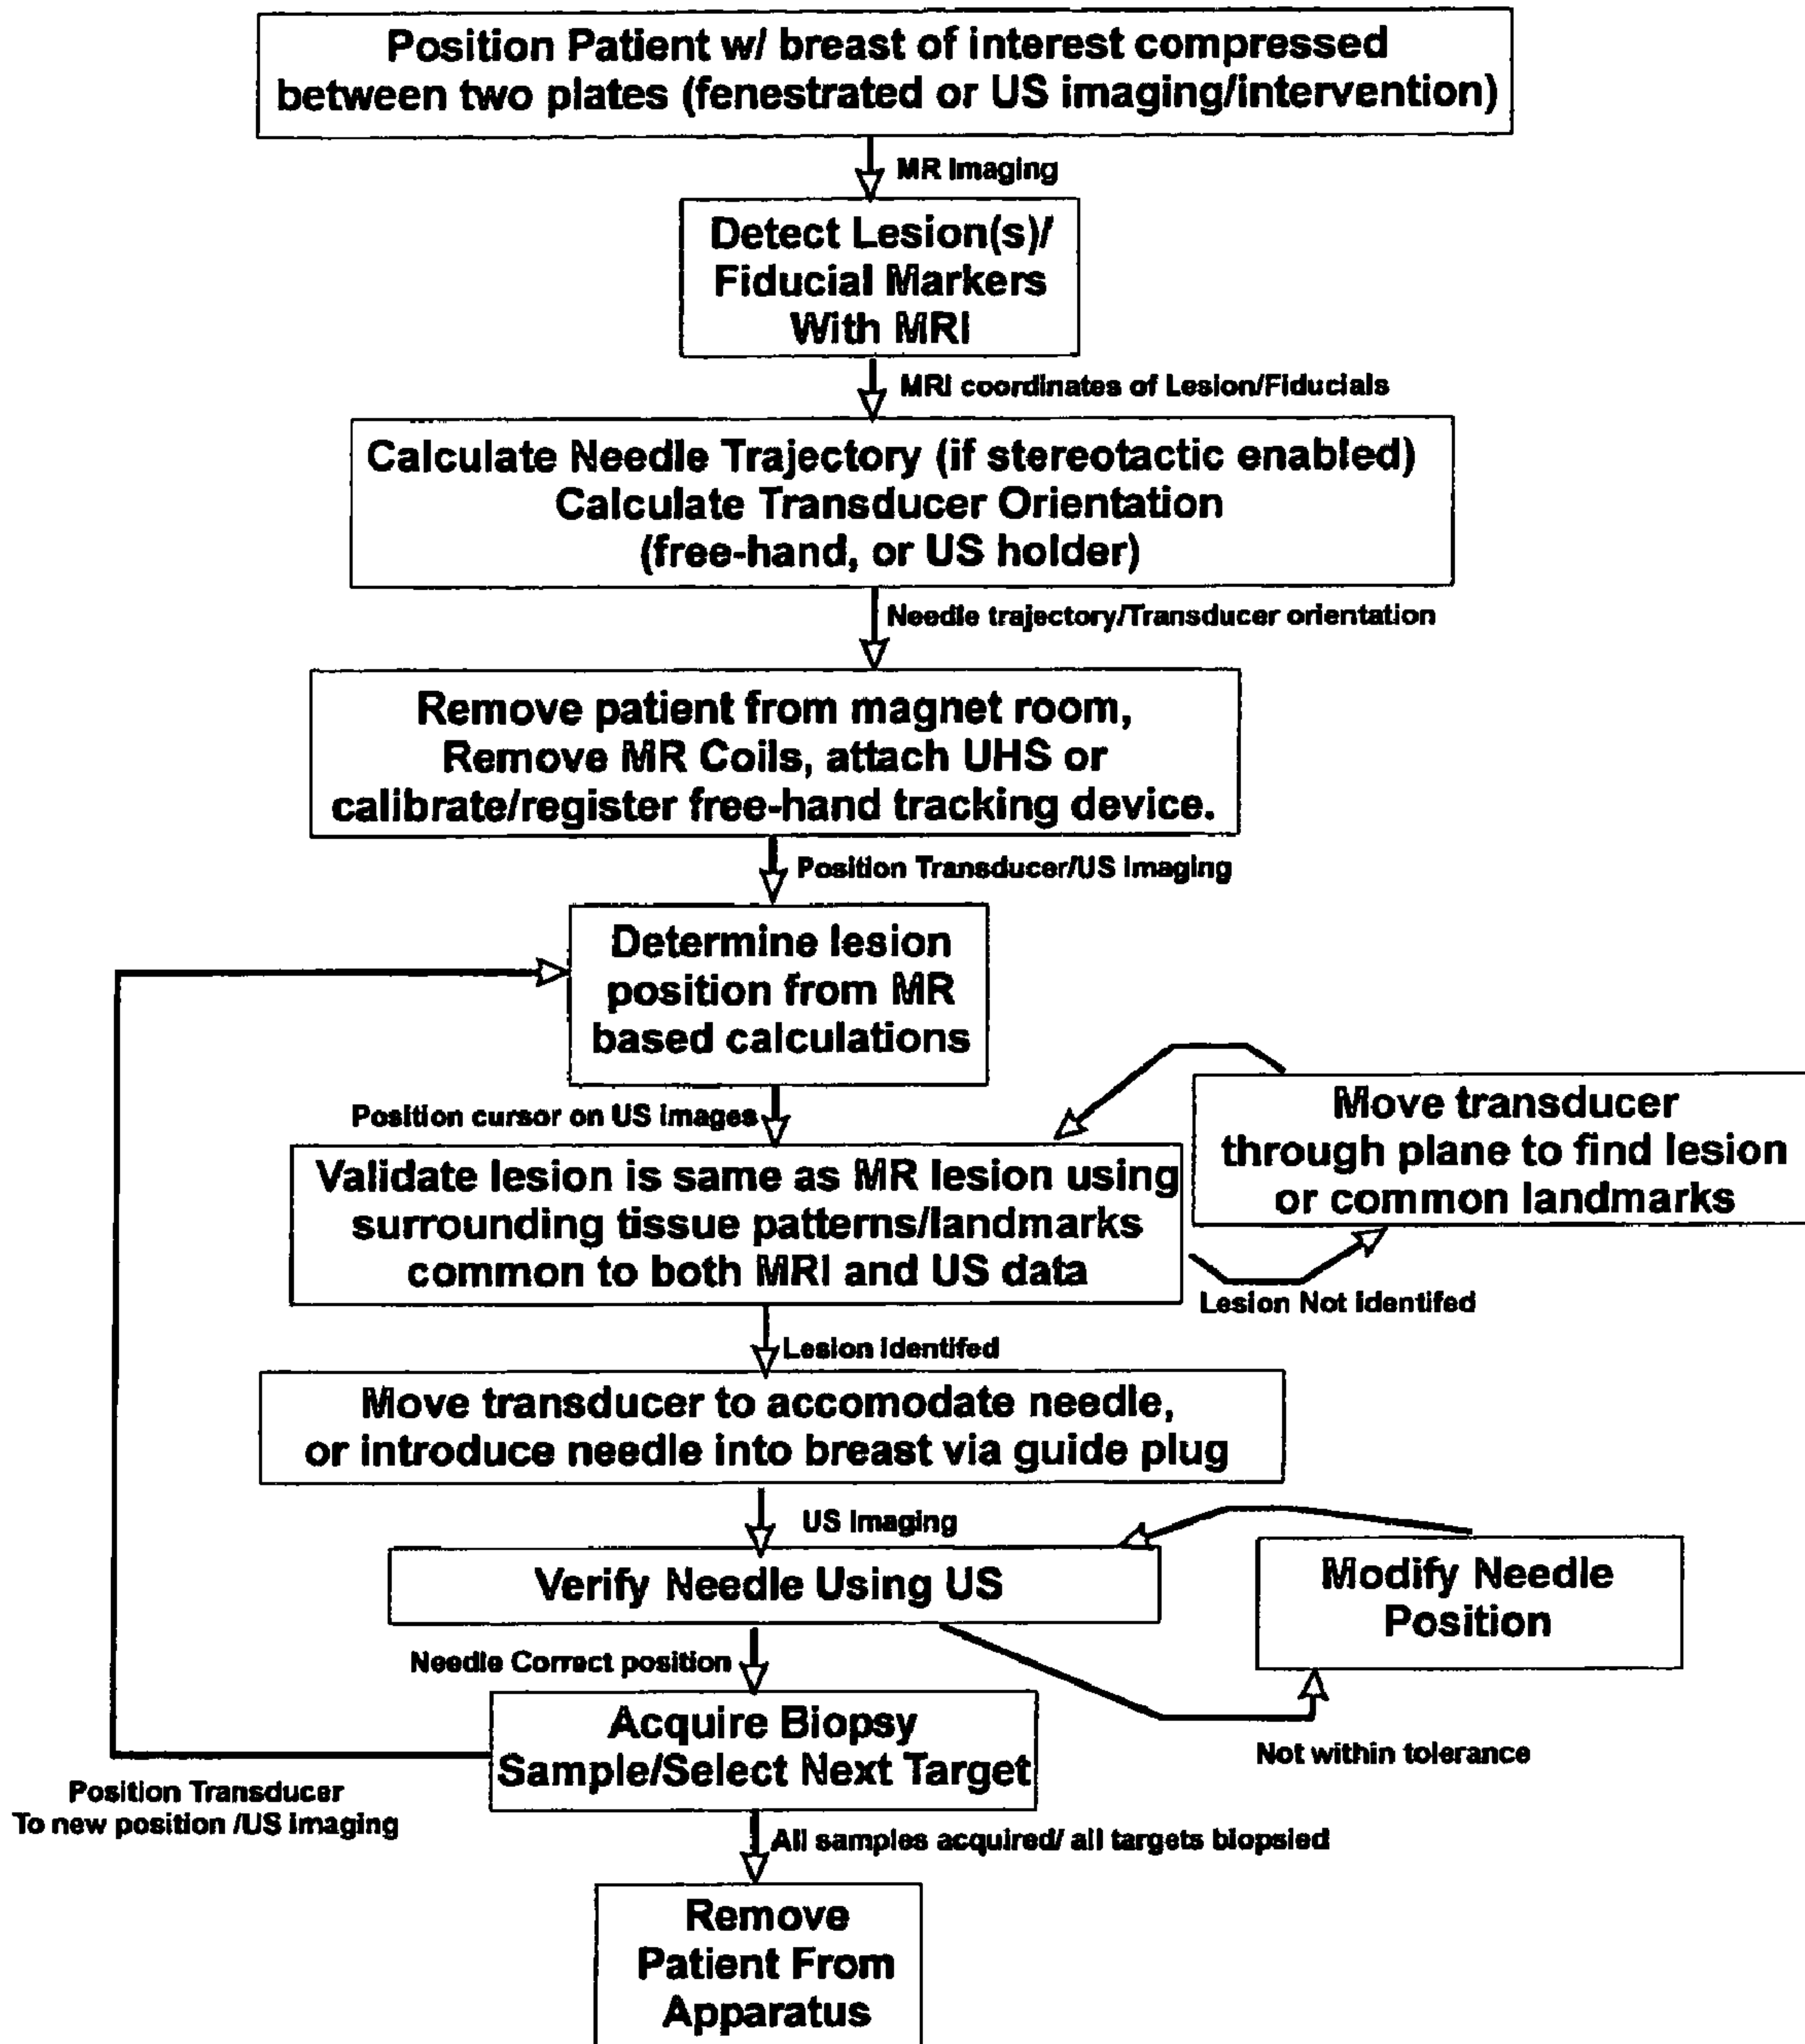 Position Patient w/ breast of interest compressed
between two plates (fenestrated or US imaging/intervention)
MR Imaging
Detect Lesion(s)/
Fiducial Markers
With MRI
MRI coordinates of Lesion/Fiducials
Calculate Needle Trajectory (if stereotactic enabled)
Calculate Transducer Orientation
(free-hand, or US holder)
Needle trajectory/Transducer orientation
Remove patient from magnet room,
Remove MR Coils, attach UHS or
calibrate/register free-hand tracking device.
Position Transducer/US Imaging
Determine lesion
position from MR
based calculations
Position cursor on US images
Move transducer
through plane to find lesion
or common landmarks
Validate lesion is same as MR lesion using
surrounding tissue patterns/landmarks
common to both MRI and US data
Lesion Not Identifed
Lesion Identifed
Move transducer to accomodate needle,
or introduce needle into breast via guide plug
US Imaging
Verify Needle Using US
Modify Needle
Position
Needle Correct position
Not within tolerance
Acquire Biopsy
Sample/Select Next Target
Position Transducer
To new position /US imaging
All samples acquired/ all targets biopsied
Remove
Patient From
Apparatus